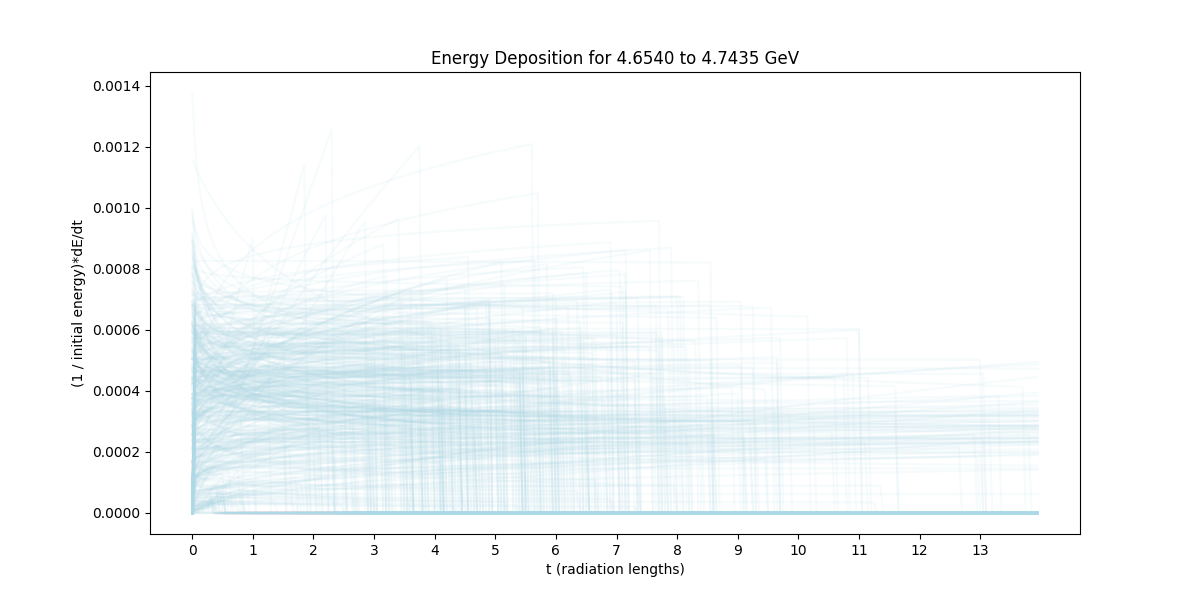 Energy Deposition for 4.6540 to 4.7435 GeV
(1 / initial energy)*dE/dt
0.0014
0.0012
0.0010
0.0008
0.0006
0.0004
0.0002
0.0000
0 1 2 3 4 5 6 7 8 9 10 11 12 13
t (radiation lengths)